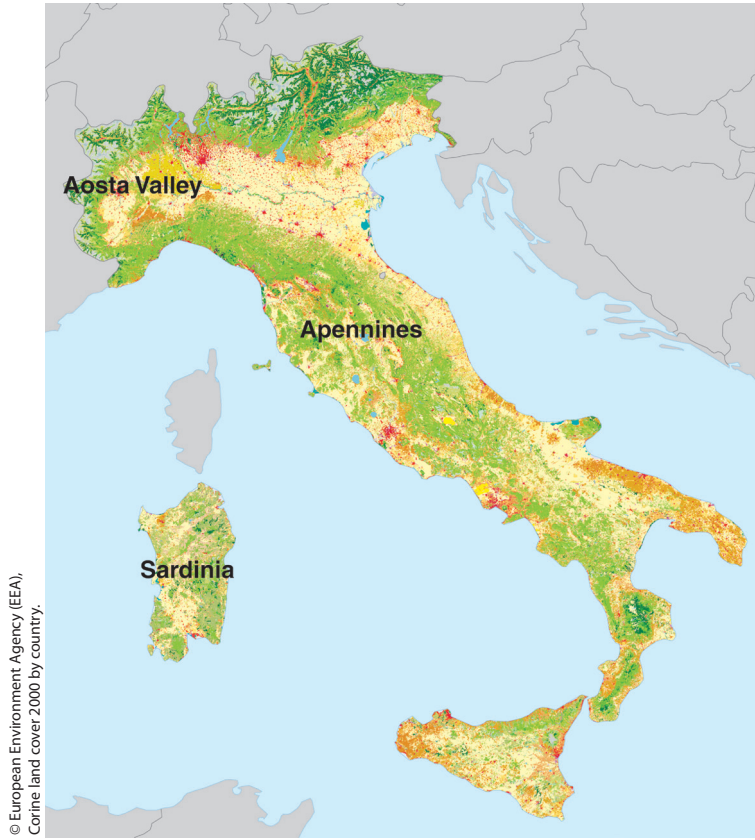 Aosta Valley
Apennines
Sardinia
© European Environment Agency (EEA),
Corine land cover 2000 by country.